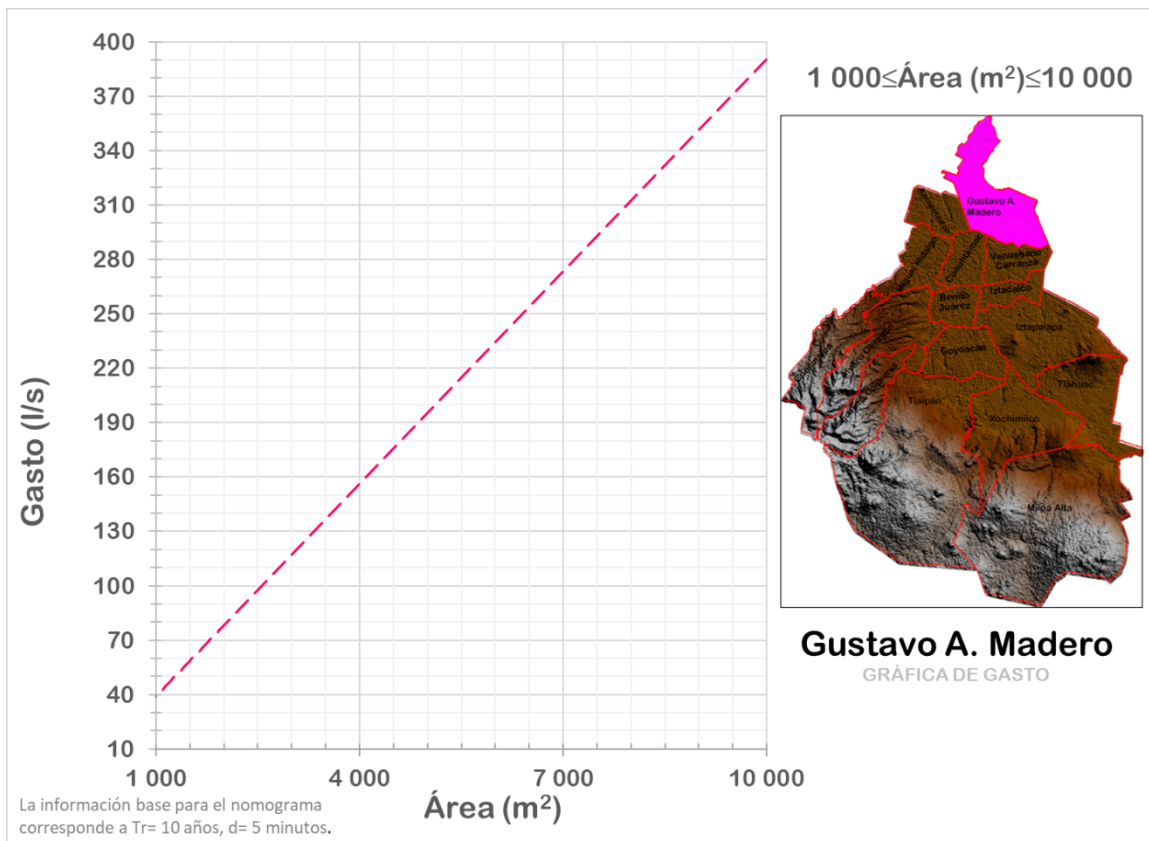 400
370
340
310
280
250
220
190
160
130
100
70
40
10
Gasto (l/s)
1 000
4 000
7 000
10 000
Área (m²)
La información base para el nomograma
corresponde a Tr= 10 años, d= 5 minutos.
1 000≤Área (m²)≤10 000
Gustavo A.
Madero
Miguel Hidalgo
Cuauhtémoc
Venustiano
Carranza
Iztacalco
Benito
Juárez
Iztapalapa
Coyoacán
Tláhuac
Tlalpan
Xochimilco
Milpa Alta
Gustavo A. Madero
GRÁFICA DE GASTO